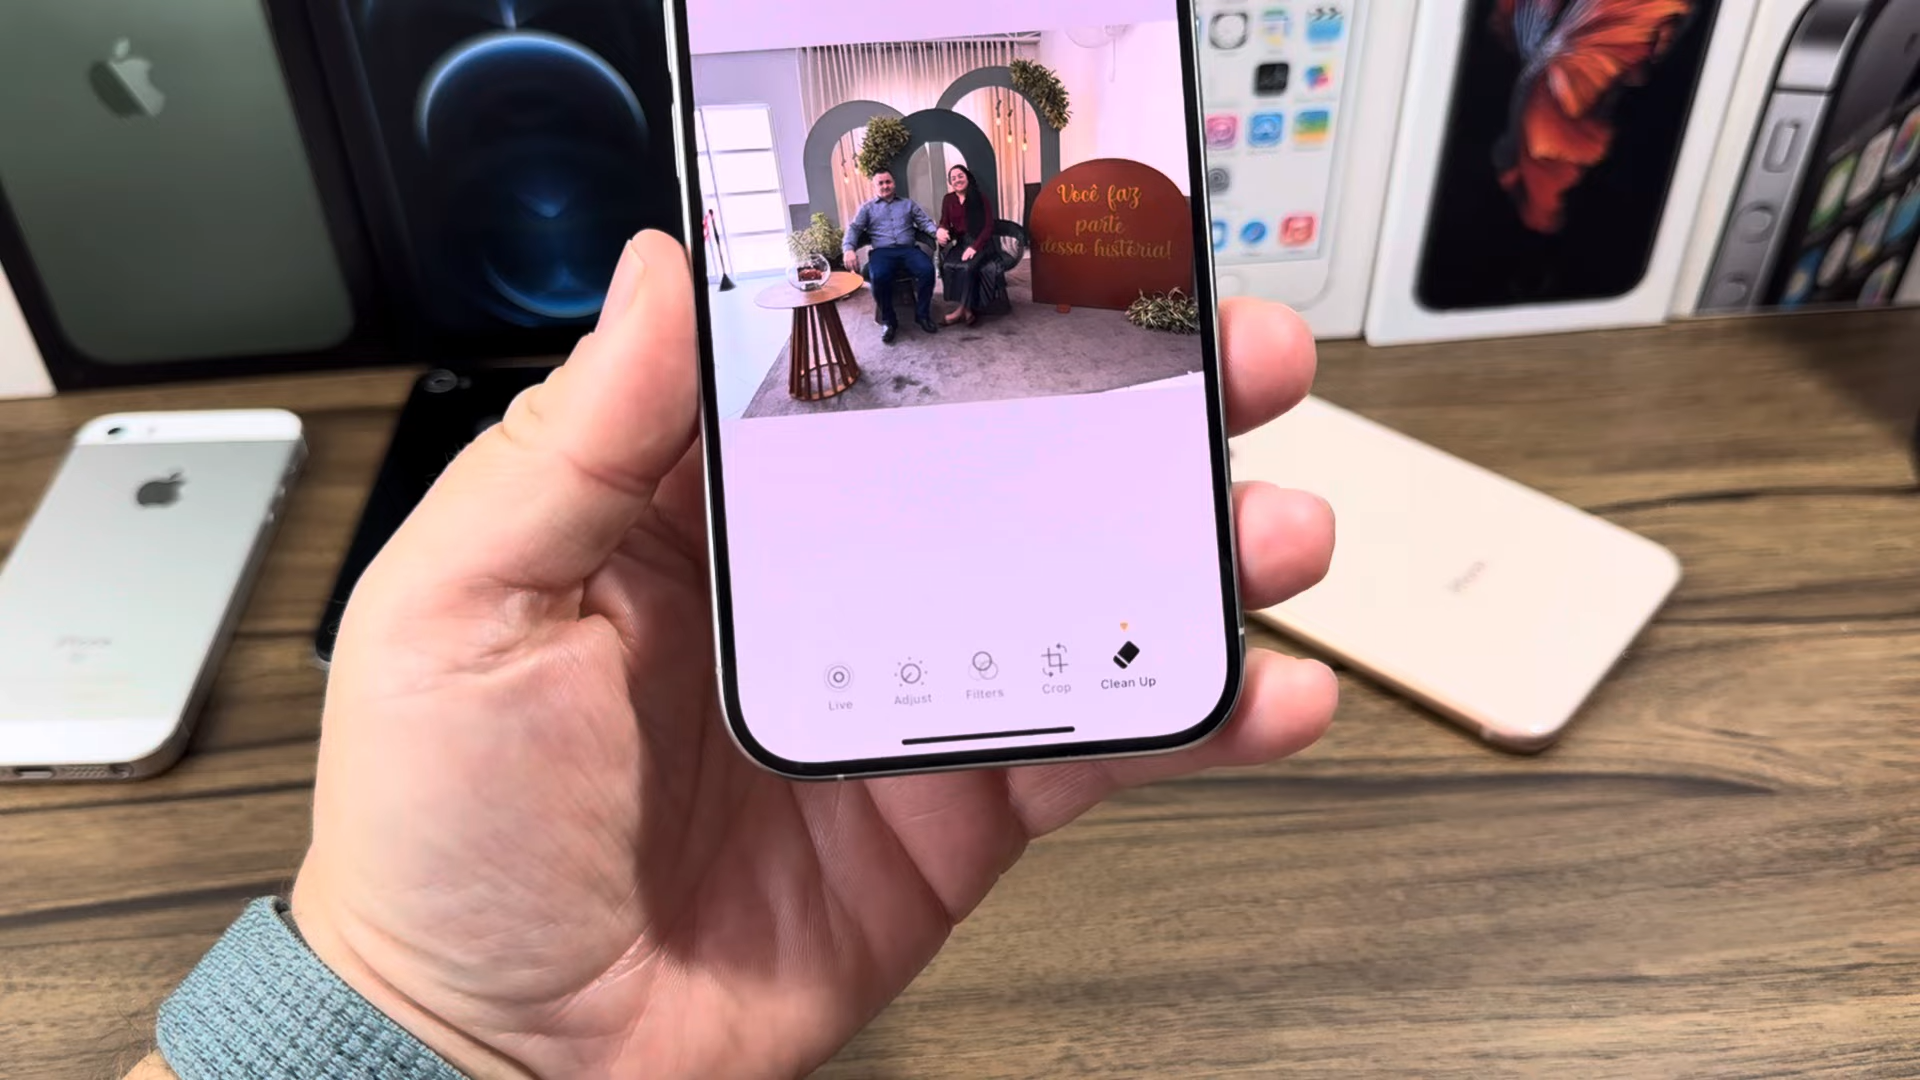 Você faz
parte
dessa história!
Live
Adjust
Filters
Crop
Clean Up